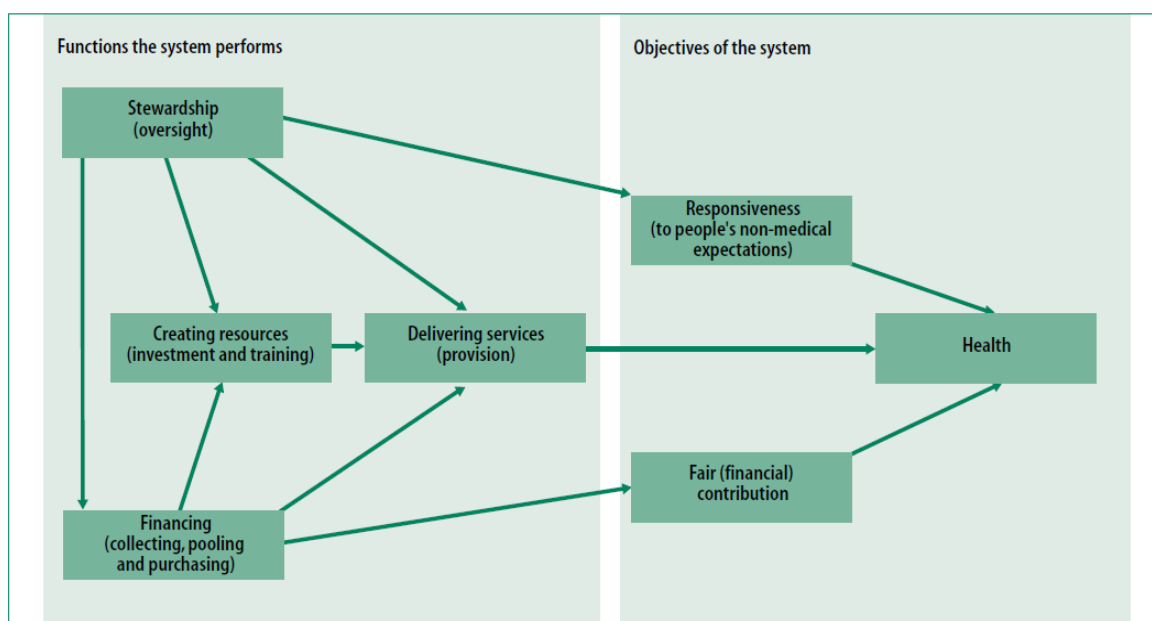 Functions the system performs
Objectives of the system
Stewardship
(oversight)
Responsiveness
(to people's non-medical
expectations)
Creating resources
(investment and training)
Delivering services
(provision)
Health
Fair (financial)
contribution
Financing
(collecting, pooling
and purchasing)